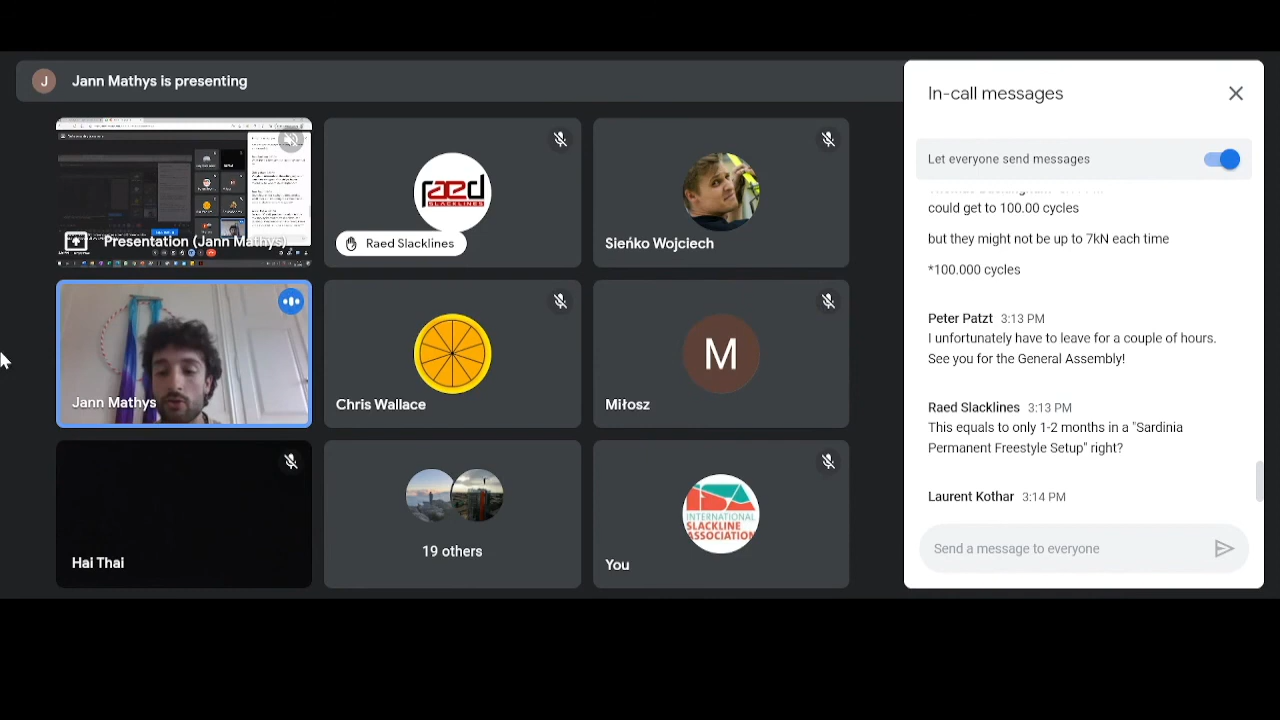 J
Jann Mathys is presenting
Presentation (Jann Mathys)
raed
SLACKLINES
Raed Slacklines
Sieńko Wojciech
Jann Mathys
Chris Wallace
M
Miłosz
Hai Thai
19 others
INTERNATIONAL
SLACKLINE
ASSOCIATION
You
In-call messages
Let everyone send messages
could get to 100.00 cycles
but they might not be up to 7kN each time
*100.000 cycles
Peter Patzt 3:13 PM
I unfortunately have to leave for a couple of hours.
See you for the General Assembly!
Raed Slacklines 3:13 PM
This equals to only 1-2 months in a "Sardinia
Permanent Freestyle Setup" right?
Laurent Kothar 3:14 PM
Send a message to everyone